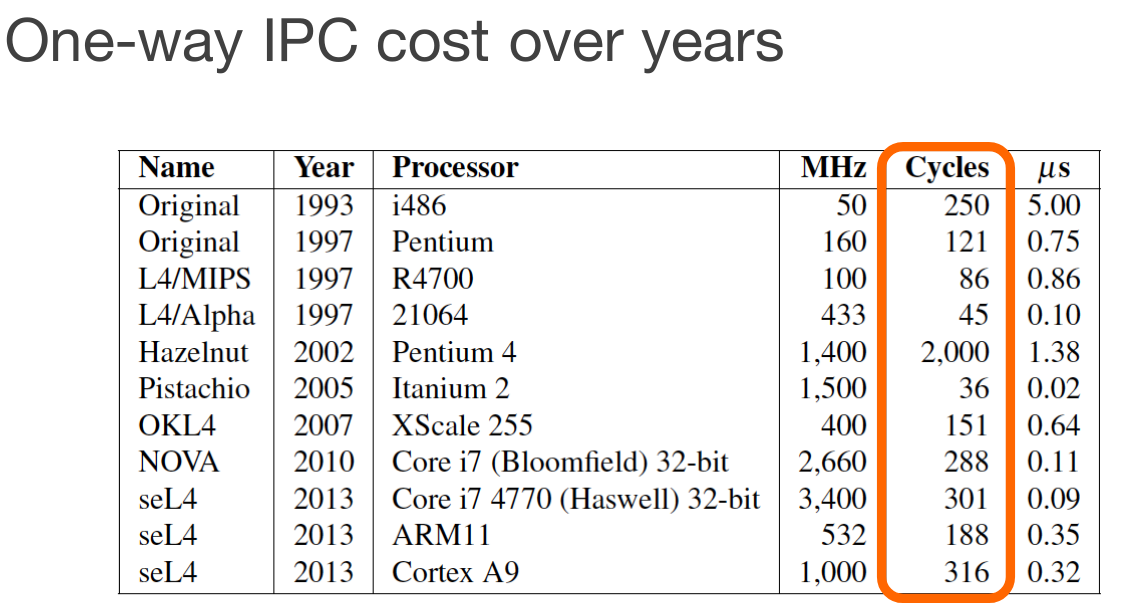 One-way IPC cost over years
Name Year Processor MHz Cycles μs
Original 1993 i486 50 250 5.00
Original 1997 Pentium 160 121 0.75
L4/MIPS 1997 R4700 100 86 0.86
L4/Alpha 1997 21064 433 45 0.10
Hazelnut 2002 Pentium 4 1,400 2,000 1.38
Pistachio 2005 Itanium 2 1,500 36 0.02
OKL4 2007 XScale 255 400 151 0.64
NOVA 2010 Core i7 (Bloomfield) 32-bit 2,660 288 0.11
seL4 2013 Core i7 4770 (Haswell) 32-bit 3,400 301 0.09
seL4 2013 ARM11 532 188 0.35
seL4 2013 Cortex A9 1,000 316 0.32